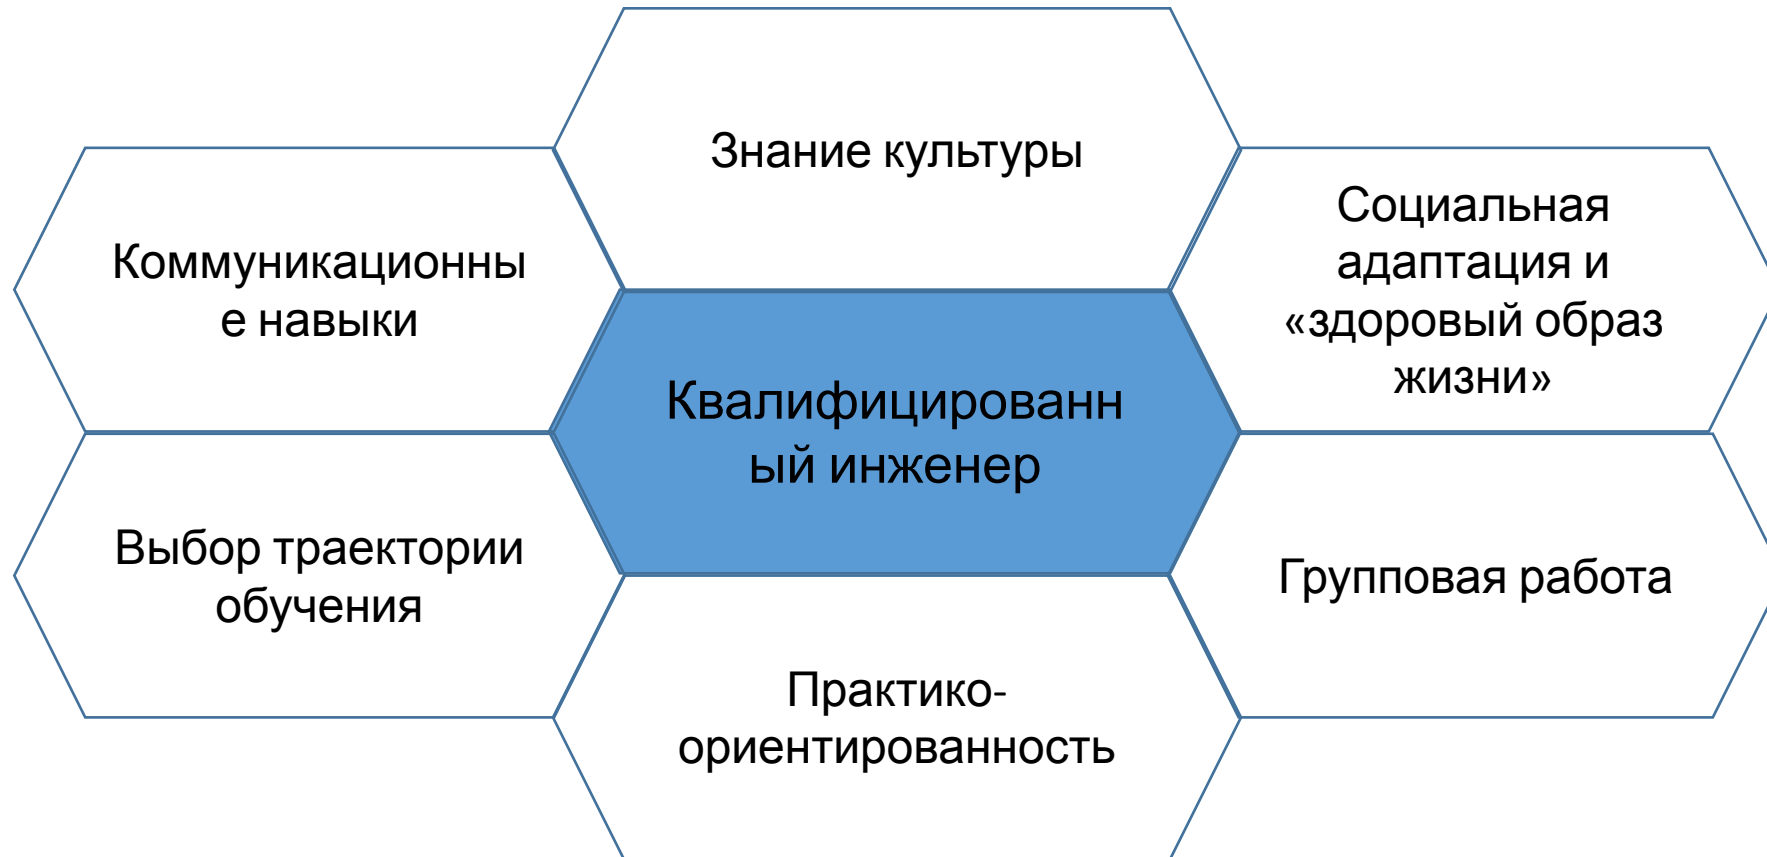 Знание культуры
Коммуникационны
е навыки
Социальная
адаптация и
«здоровый образ
жизни»
Квалифицированн
ый инженер
Выбор траектории
обучения
Групповая работа
Практико-
ориентированность